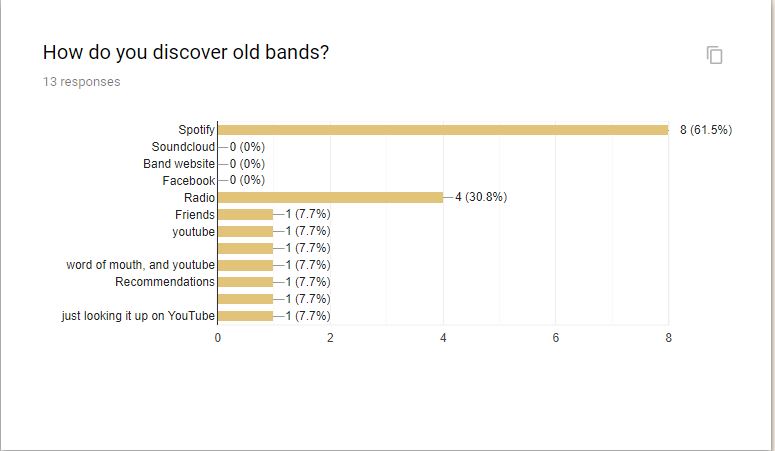 How do you discover old bands?
13 responses
Spotify 8 (61.5%)
Soundcloud 0 (0%)
Band website 0 (0%)
Facebook 0 (0%)
Radio 4 (30.8%)
Friends 1 (7.7%)
youtube 1 (7.7%)
1 (7.7%)
word of mouth, and youtube 1 (7.7%)
Recommendations 1 (7.7%)
1 (7.7%)
just looking it up on YouTube 1 (7.7%)
0 2 4 6 8